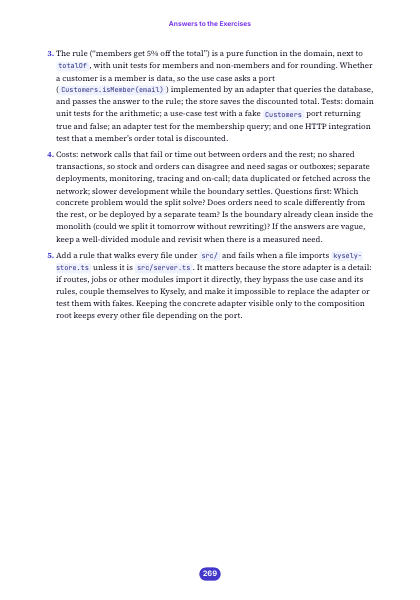 Answers to the Exercises
3. The rule (“members get 5% off the total”) is a pure function in the domain, next to
totalOf, with unit tests for members and non-members and for rounding. Whether
a customer is a member is data, so the use case asks a port
(Customers.isMember(email)) implemented by an adapter that queries the database,
and passes the answer to the rule; the store saves the discounted total. Tests: domain
unit tests for the arithmetic; a use-case test with a fake Customers port returning
true and false; an adapter test for the membership query; and one HTTP integration
test that a member’s order total is discounted.
4. Costs: network calls that fail or time out between orders and the rest; no shared
transactions, so stock and orders can disagree and need sagas or outboxes; separate
deployments, monitoring, tracing and on-call; data duplicated or fetched across the
network; slower development while the boundary settles. Questions first: Which
concrete problem would the split solve? Does orders need to scale differently from
the rest, or be deployed by a separate team? Is the boundary already clean inside the
monolith (could we split it tomorrow without rewriting)? If the answers are vague,
keep a well-divided module and revisit when there is a measured need.
5. Add a rule that walks every file under src/ and fails when a file imports kysely-
store.ts unless it is src/server.ts. It matters because the store adapter is a detail:
if routes, jobs or other modules import it directly, they bypass the use case and its
rules, couple themselves to Kysely, and make it impossible to replace the adapter or
test them with fakes. Keeping the concrete adapter visible only to the composition
root keeps every other file depending on the port.
269